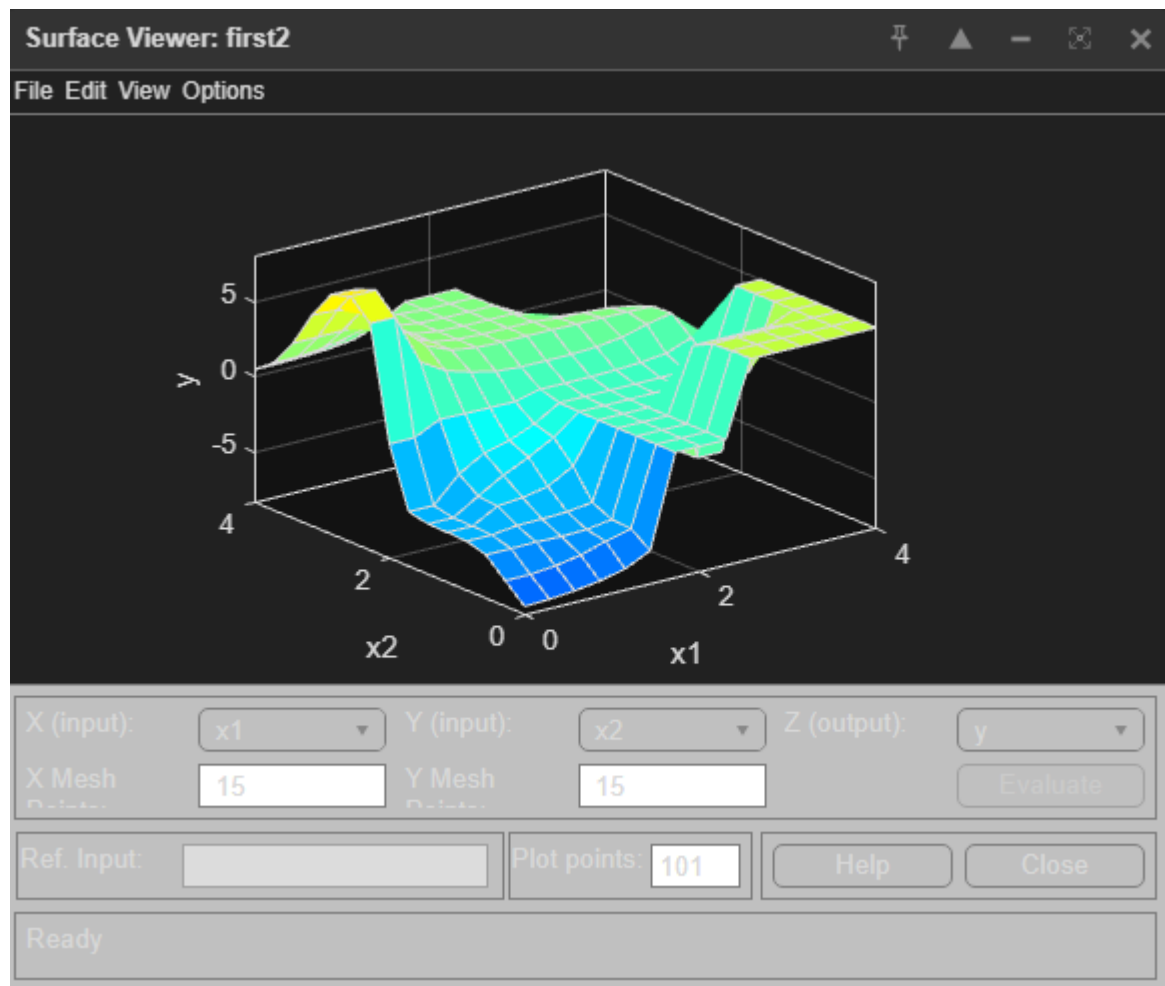 Surface Viewer: first2
File Edit View Options
5
0
-5
y
4
2
0
x2
0
2
4
x1
X (input):
x1
Y (input):
x2
Z (output):
y
X Mesh
15
Y Mesh
15
Evaluate
Ref. Input:
Plot points:
101
Help
Close
Ready